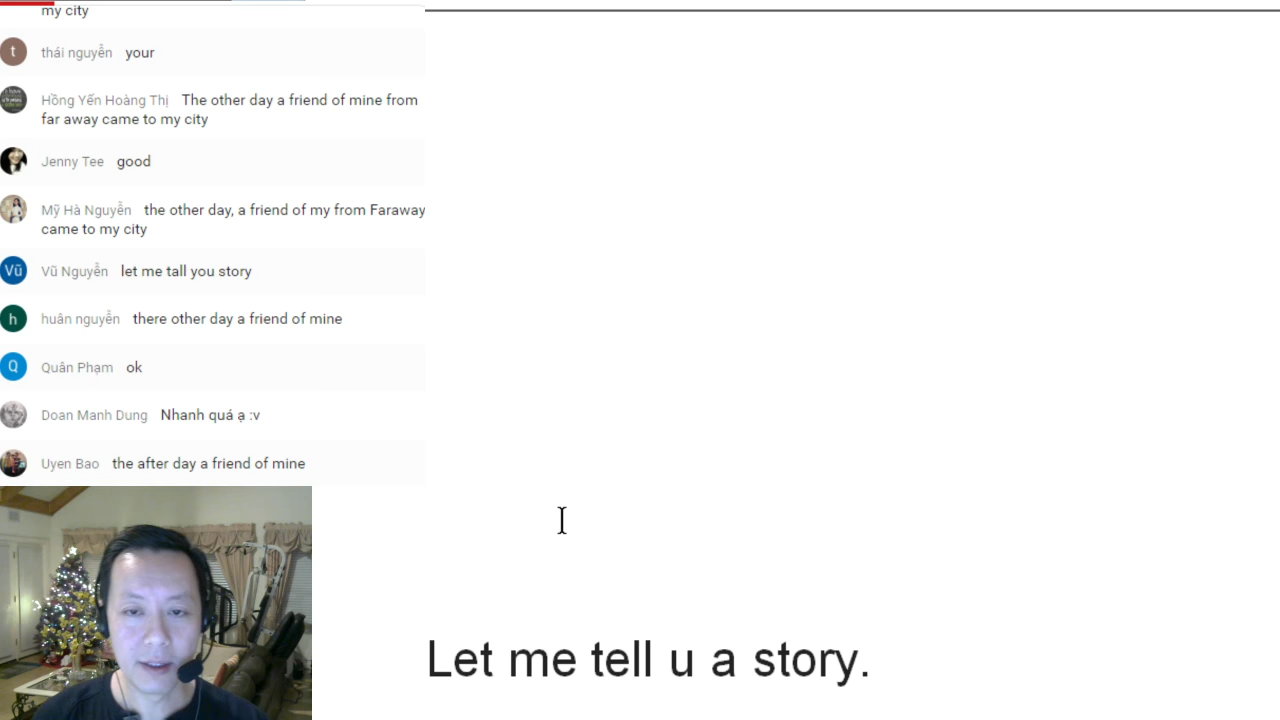 my city
t thái nguyễn your
Hồng Yến Hoàng Thị The other day a friend of mine from
far away came to my city
Jenny Tee good
Mỹ Hà Nguyễn the other day, a friend of my from Faraway
came to my city
Vũ Vũ Nguyễn let me tall you story
h huân nguyễn there other day a friend of mine
Q Quân Phạm ok
Doan Manh Dung Nhanh quá ạ :v
Uyen Bao the after day a friend of mine
Let me tell u a story.